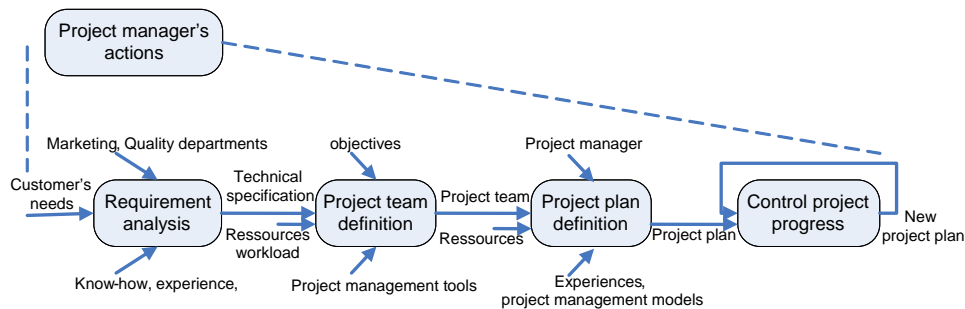 Project manager's
actions
Marketing, Quality departments
objectives
Project manager
Customer's
needs
Requirement
analysis
Technical
specification
Ressources
workload
Project team
definition
Project team
Ressources
Project plan
definition
Project plan
Control project
progress
New
project plan
Know-how, experience,
Project management tools
Experiences,
project management models